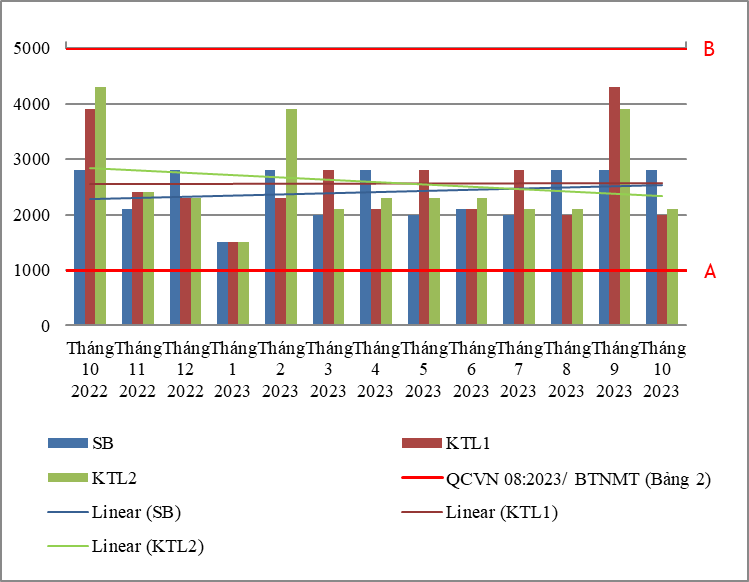 5000
B
4000
3000
2000
1000
A
0
Tháng Tháng Tháng Tháng Tháng Tháng Tháng Tháng Tháng Tháng Tháng Tháng Tháng
10 11 12 1 2 3 4 5 6 7 8 9 10
2022 2022 2022 2023 2023 2023 2023 2023 2023 2023 2023 2023 2023
SB
KTL1
KTL2
QCVN 08:2023/ BTNMT (Bảng 2)
Linear (SB)
Linear (KTL1)
Linear (KTL2)